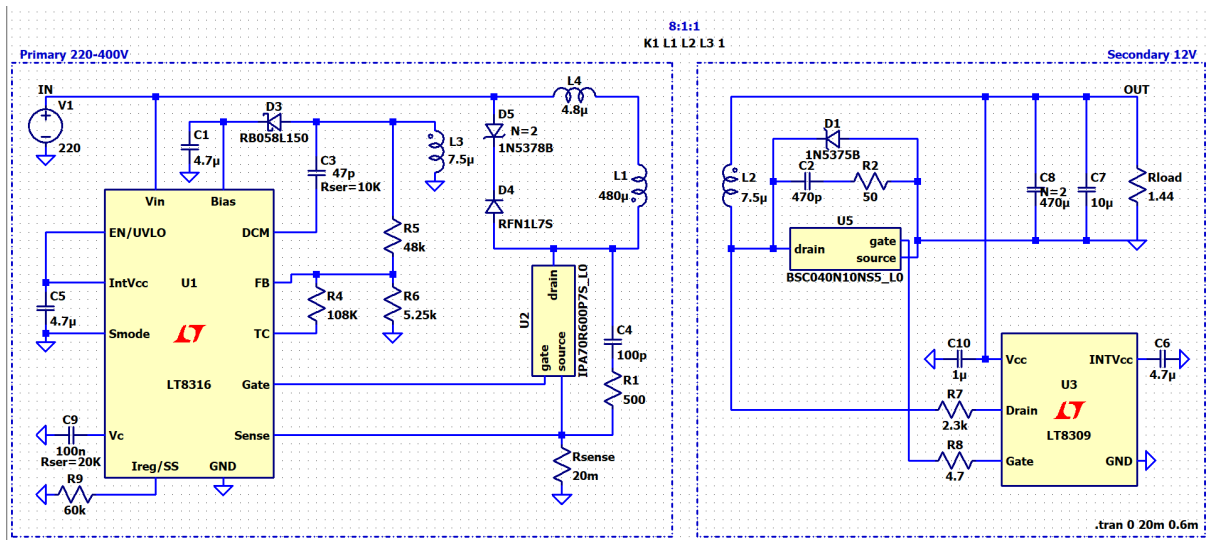 8:1:1
K1 L1 L2 L3 1
Primary 220-400V
Secondary 12V
IN
V1
220
C1
4.7µ
D3
RB058L150
C3
47p
Rser=10K
L3
7.5µ
D5
N=2
1N5378B
D4
RFN1L7S
L4
4.8µ
L1
480µ
Vin
Bias
EN/UVLO
DCM
IntVcc
U1
FB
Smode
TC
LT8316
Gate
Vc
Sense
Ireg/SS
GND
C5
4.7µ
R5
48k
R4
108K
R6
5.25k
C9
100n
Rser=20K
R9
60k
U2
drain
gate
source
IPA70R600P7S_L0
C4
100p
R1
500
Rsense
20m
OUT
D1
1N5375B
C2
470p
R2
50
L2
7.5µ
U5
drain
gate
source
BSC040N10NS5_L0
C8
N=2
470µ
C7
10µ
Rload
1.44
C10
1µ
Vcc
INTVcc
C6
4.7µ
U3
R7
2.3k
Drain
LT8309
R8
4.7
Gate
GND
.tran 0 20m 0.6m